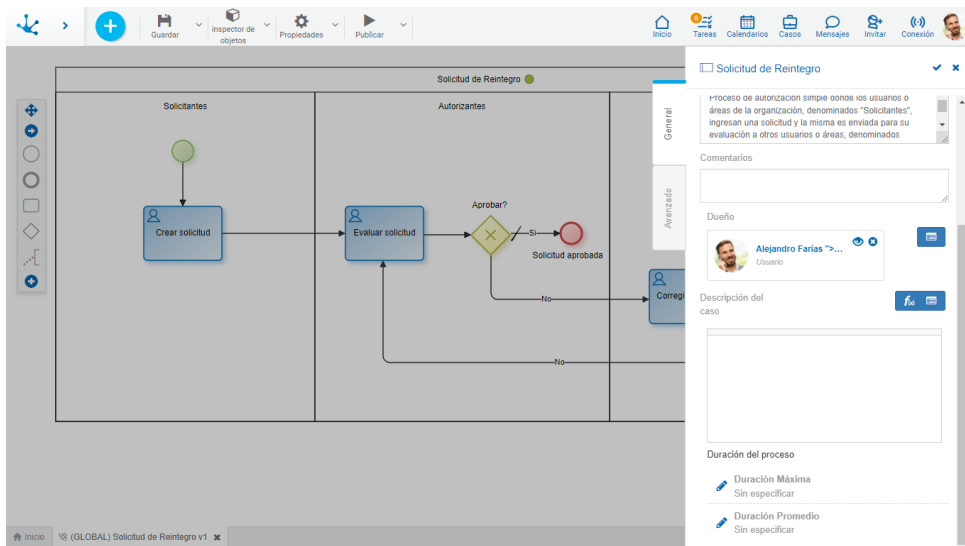 Guardar
inspector de
objetos
Propiedades
Publicar
Inicio
6
Tareas
Calendarios
Casos
Mensajes
Invitar
Conexión
Solicitud de Reintegro
Solicitantes
Autorizantes
Crear solicitud
Evaluar solicitud
Aprobar?
Si
Solicitud aprobada
No
Corregi
No
General
Avanzado
Solicitud de Reintegro
Proceso de autorización simple donde los usuarios o
áreas de la organización, denominados "Solicitantes",
ingresan una solicitud y la misma es enviada para su
evaluación a otros usuarios o áreas, denominados
Comentarios
Dueño
Alejandro Farías ">...
Usuario
Descripción del
caso
f(x)
Duración del proceso
Duración Máxima
Sin especificar
Duración Promedio
Sin especificar
Inicio
(GLOBAL) Solicitud de Reintegro v1